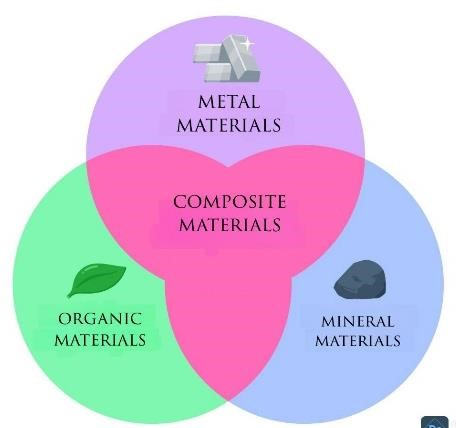 METAL
MATERIALS
COMPOSITE
MATERIALS
ORGANIC
MATERIALS
MINERAL
MATERIALS